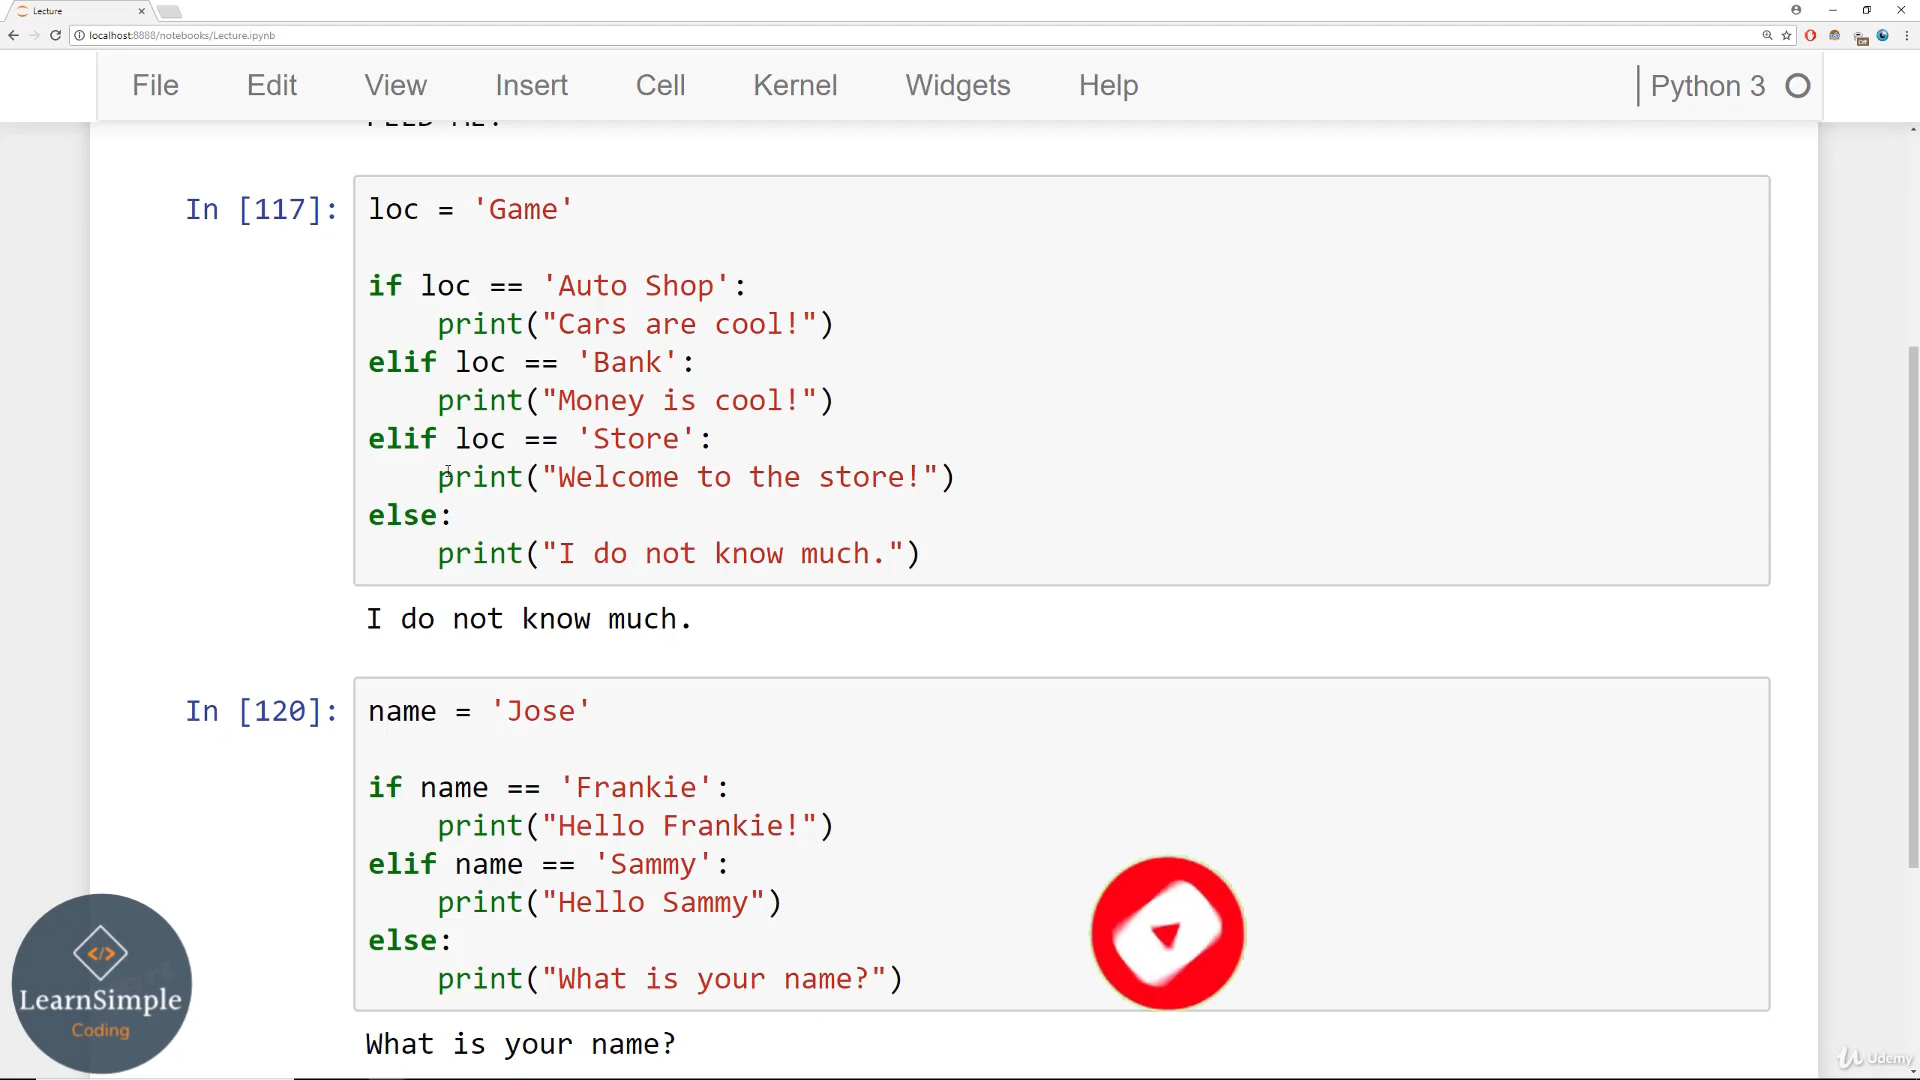 Lecture
localhost:8888/notebooks/Lecture.ipynb
File Edit View Insert Cell Kernel Widgets Help Python 3
In [117]: loc = 'Game'
if loc == 'Auto Shop':
print("Cars are cool!")
elif loc == 'Bank':
print("Money is cool!")
elif loc == 'Store':
print("Welcome to the store!")
else:
print("I do not know much.")
I do not know much.
In [120]: name = 'Jose'
if name == 'Frankie':
print("Hello Frankie!")
elif name == 'Sammy':
print("Hello Sammy")
else:
print("What is your name?")
What is your name?
LearnSimple
Coding
Udemy